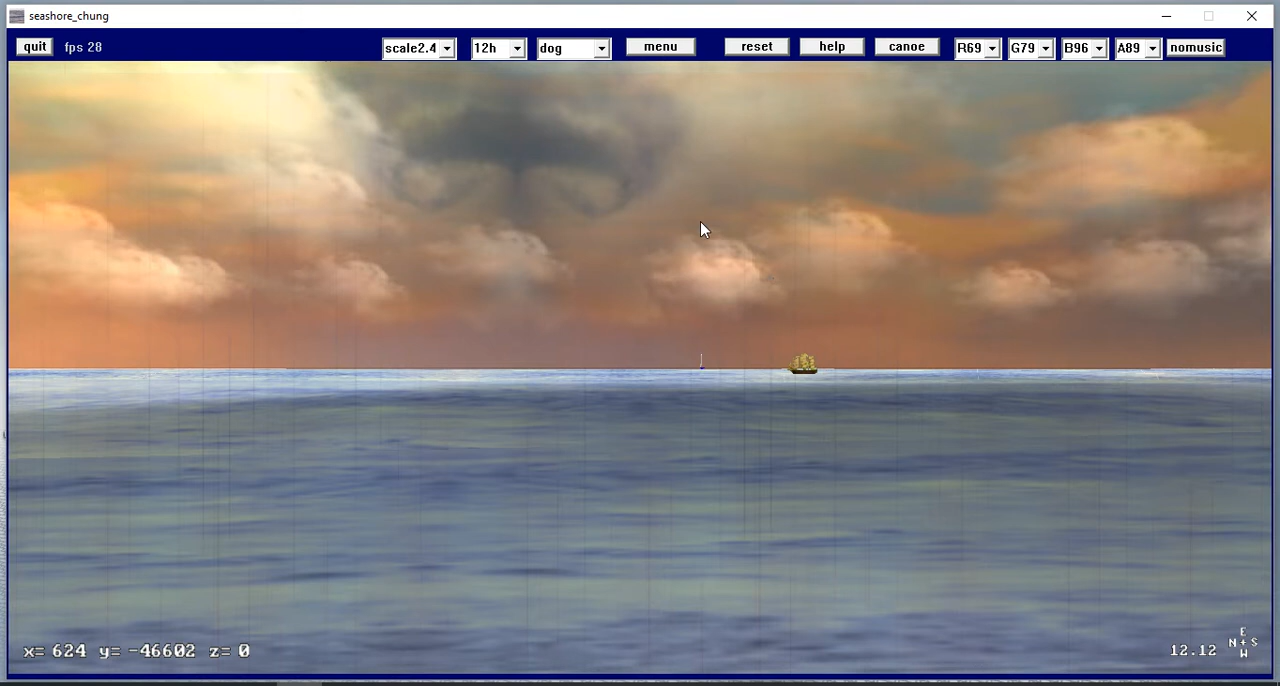 seashore_chung
quit fps 28 scale2.4 12h dog menu reset help canoe R69 G79 B96 A89 nomusic
E
N + S
W
x= 624 y= -46602 z= 0 12.12